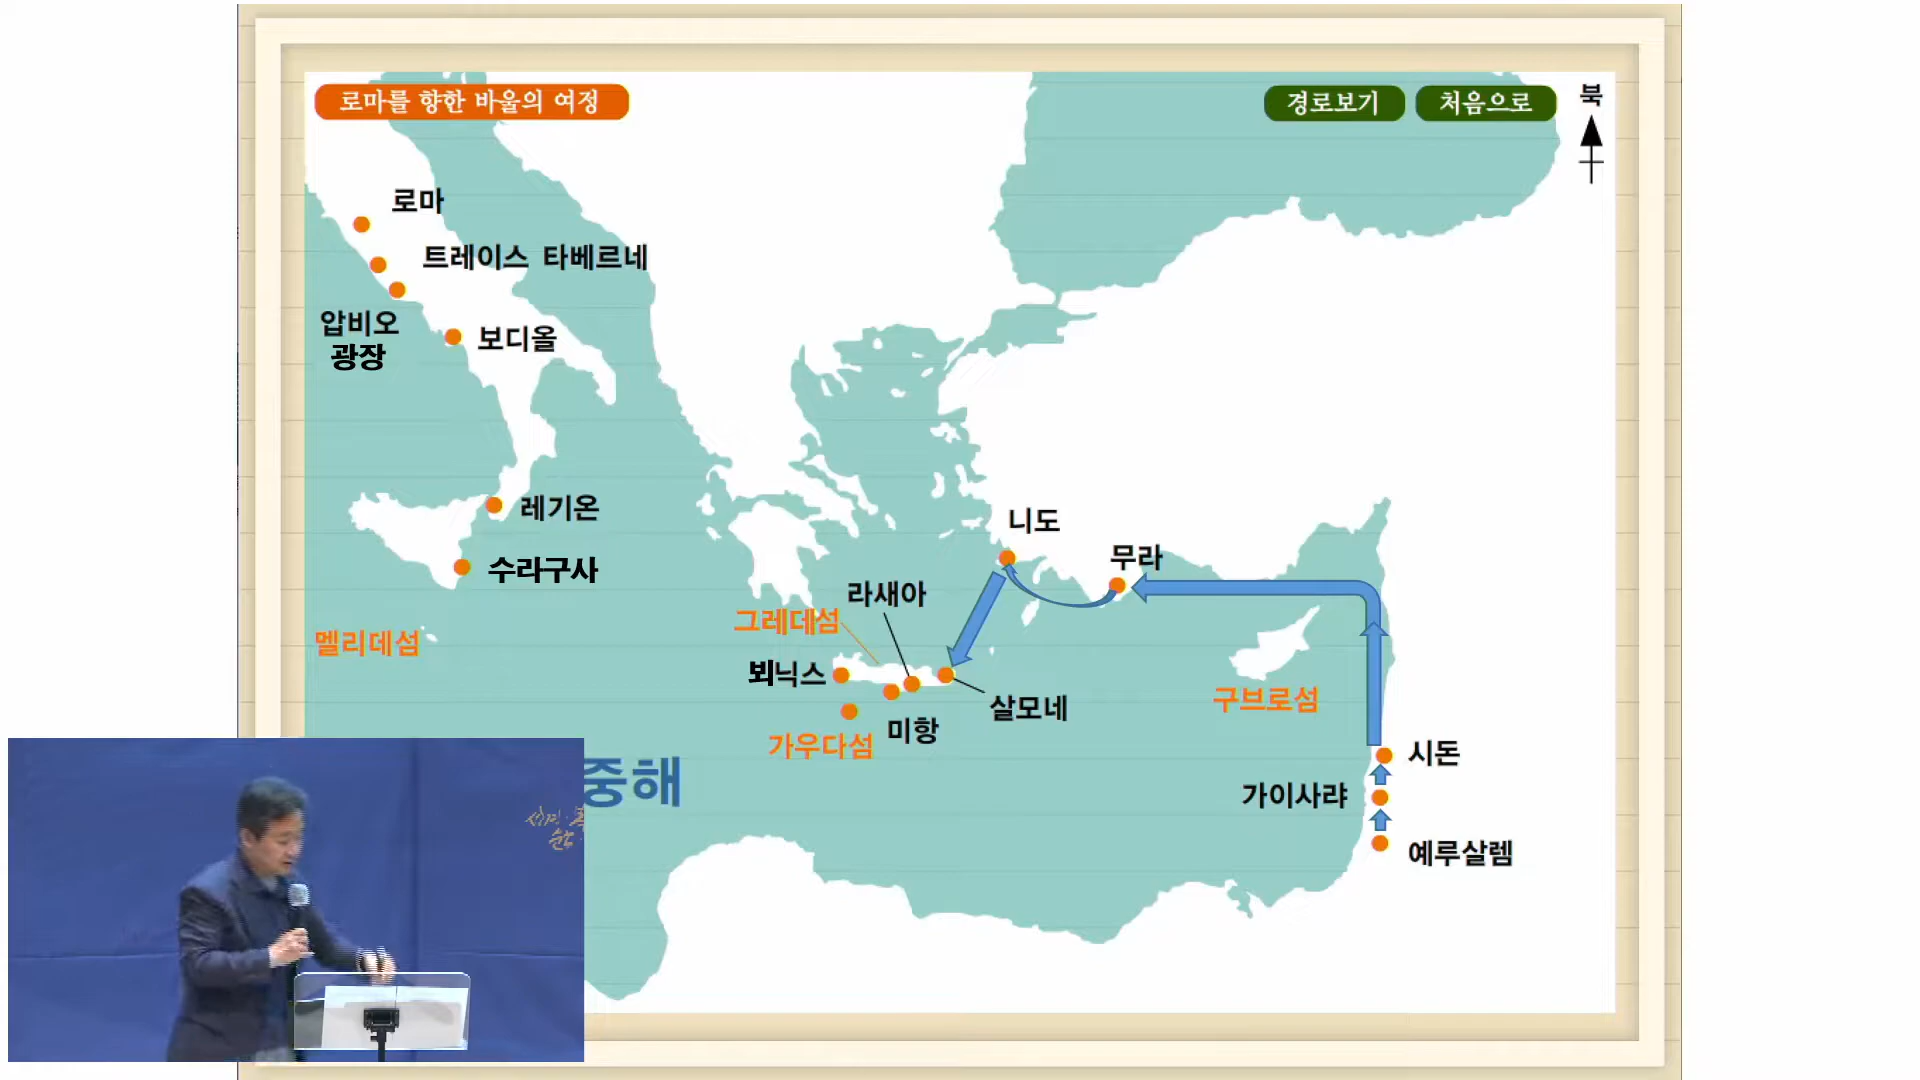 로마를 향한 바울의 여정
경로보기
처음으로
북
로마
트레이스 타베르네
압비오
광장
보디올
레기온
수라구사
멜리데섬
니도
무라
라새아
그레데섬
뵈닉스
살모네
미항
가우다섬
구브로섬
중해
시돈
가이사랴
예루살렘